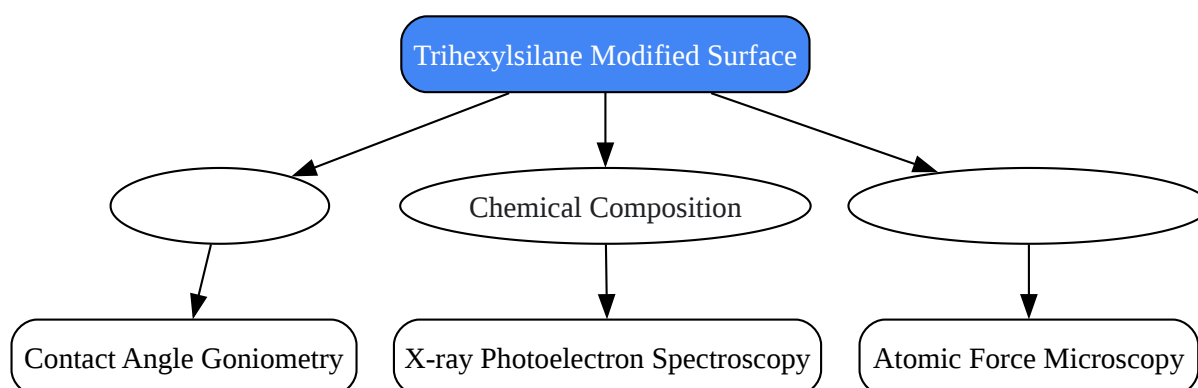 Trihexylsilane Modified Surface
Chemical Composition
Contact Angle Goniometry
X-ray Photoelectron Spectroscopy
Atomic Force Microscopy